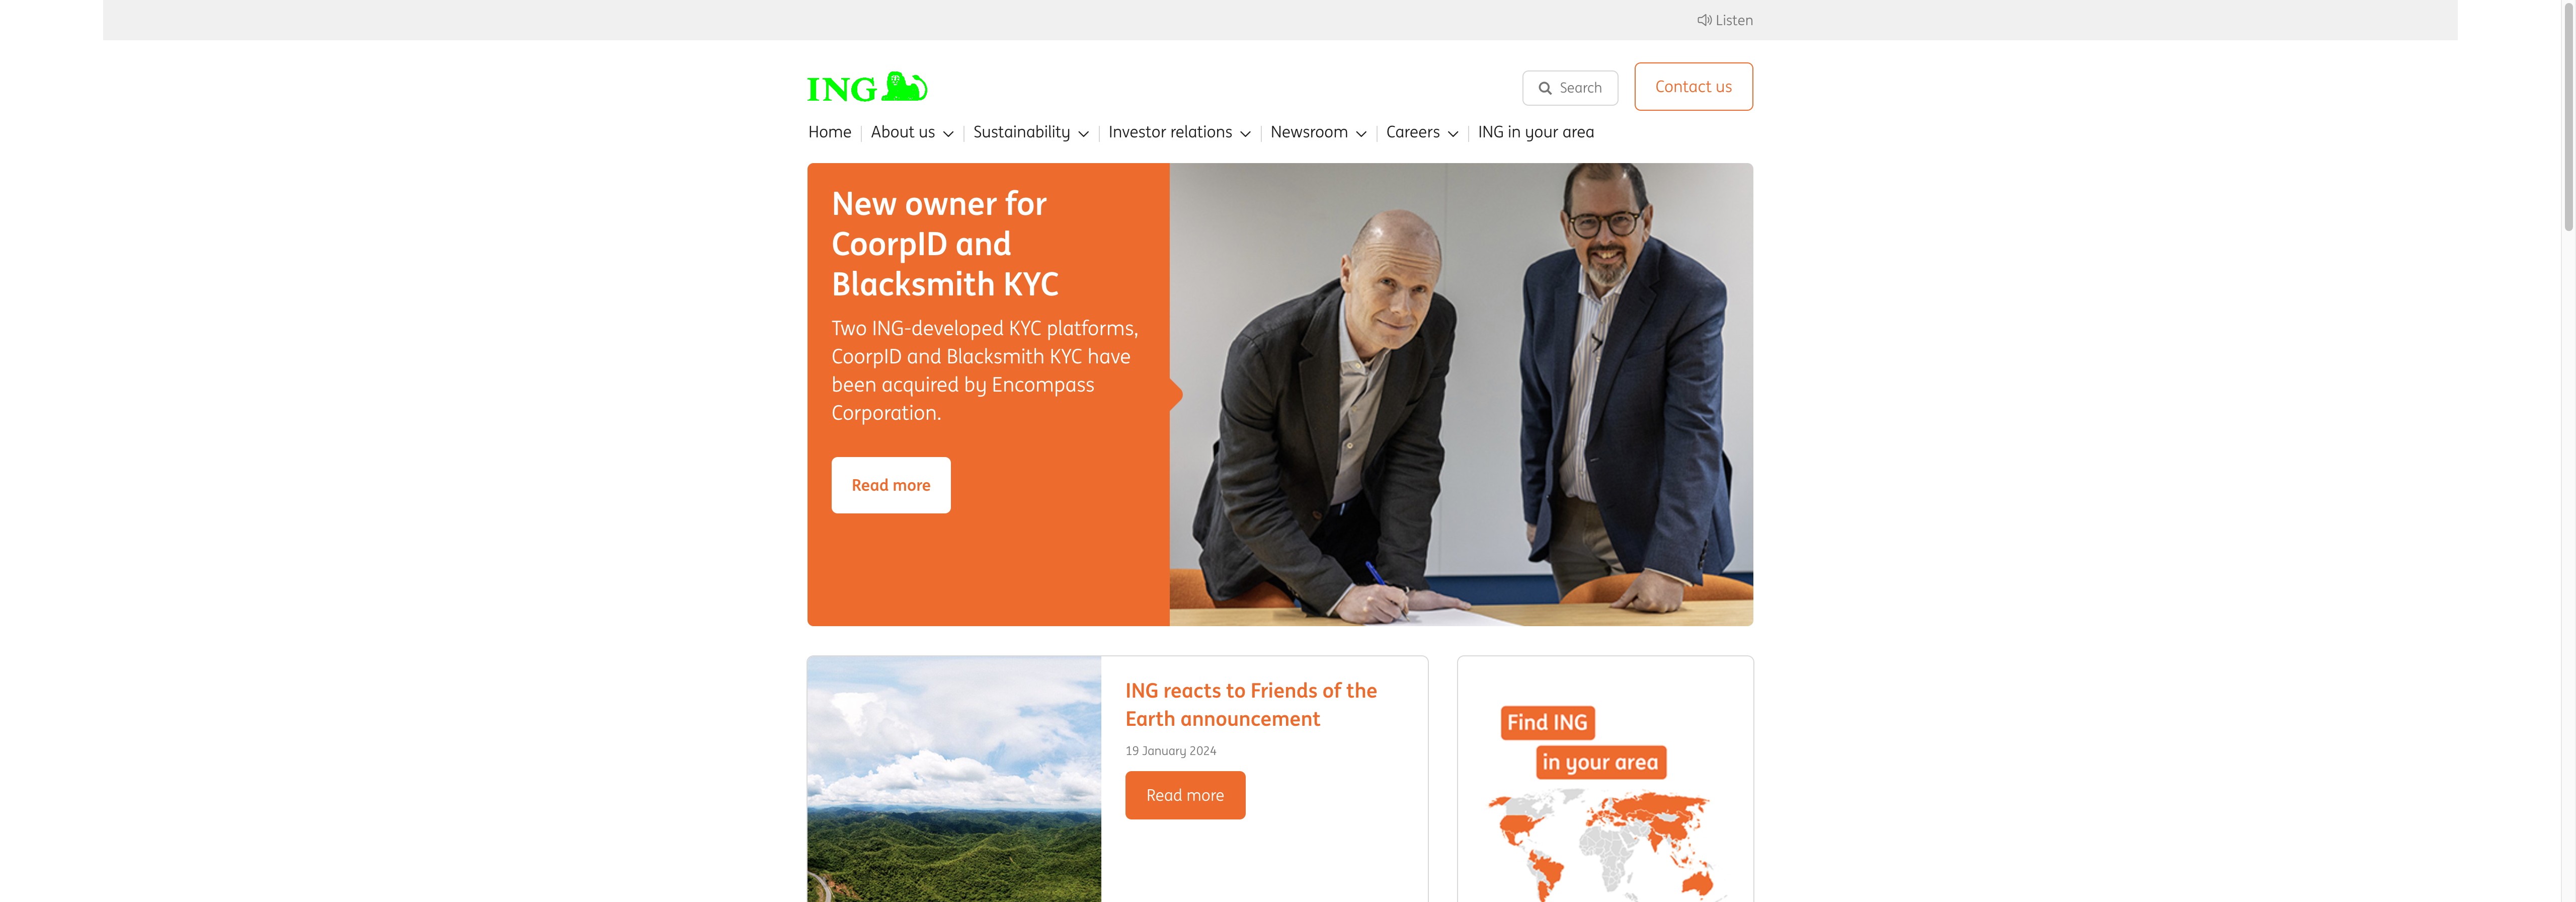 Listen
ING
Search
Contact us
Home
About us
Sustainability
Investor relations
Newsroom
Careers
ING in your area
New owner for
CoorpID and
Blacksmith KYC
Two ING-developed KYC platforms,
CoorpID and Blacksmith KYC have
been acquired by Encompass
Corporation.
Read more
ING reacts to Friends of the
Earth announcement
19 January 2024
Read more
Find ING
in your area